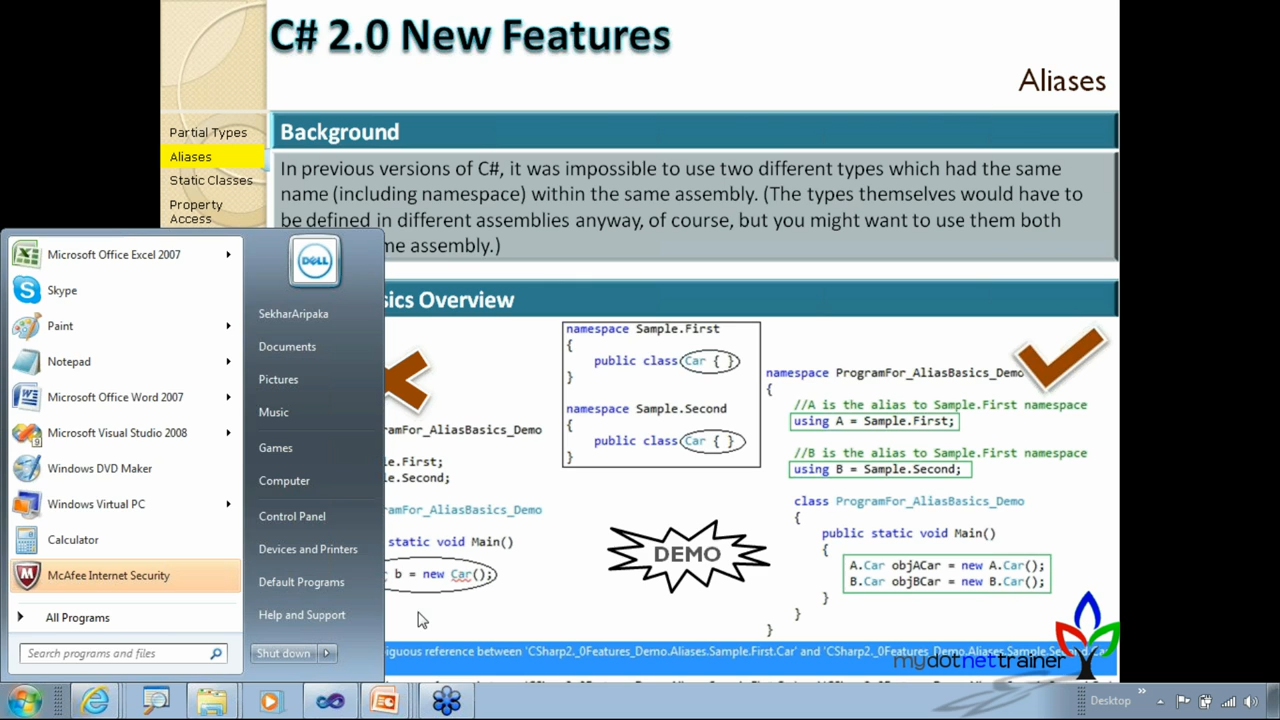 C# 2.0 New Features
Aliases
Partial Types
Aliases
Static Classes
Property
Access
Background
In previous versions of C#, it was impossible to use two different types which had the same
name (including namespace) within the same assembly. (The types themselves would have to
be defined in different assemblies anyway, of course, but you might want to use them both
me assembly.)
sics Overview
namespace Sample.First
{
public class Car { }
}
namespace Sample.Second
{
public class Car { }
}
gramFor_AliasBasics_Demo
le.First;
le.Second;
gramFor_AliasBasics_Demo
static void Main()
b = new Car();
DEMO
namespace ProgramFor_AliasBasics_Demo
{
//A is the alias to Sample.First namespace
using A = Sample.First;
//B is the alias to Sample.First namespace
using B = Sample.Second;
class ProgramFor_AliasBasics_Demo
{
public static void Main()
{
A.Car objACar = new A.Car();
B.Car objBCar = new B.Car();
}
}
}
iguous reference between 'CSharp2._0Features_Demo.Aliases.Sample.First.Car' and 'CSharp2._0Features_Demo.Aliases.Sample.Second.Car
mydotnettrainer
Microsoft Office Excel 2007
Skype
Paint
Notepad
Microsoft Office Word 2007
Microsoft Visual Studio 2008
Windows DVD Maker
Windows Virtual PC
Calculator
McAfee Internet Security
All Programs
Search programs and files
DELL
SekharAripaka
Documents
Pictures
Music
Games
Computer
Control Panel
Devices and Printers
Default Programs
Help and Support
Shut down
Desktop